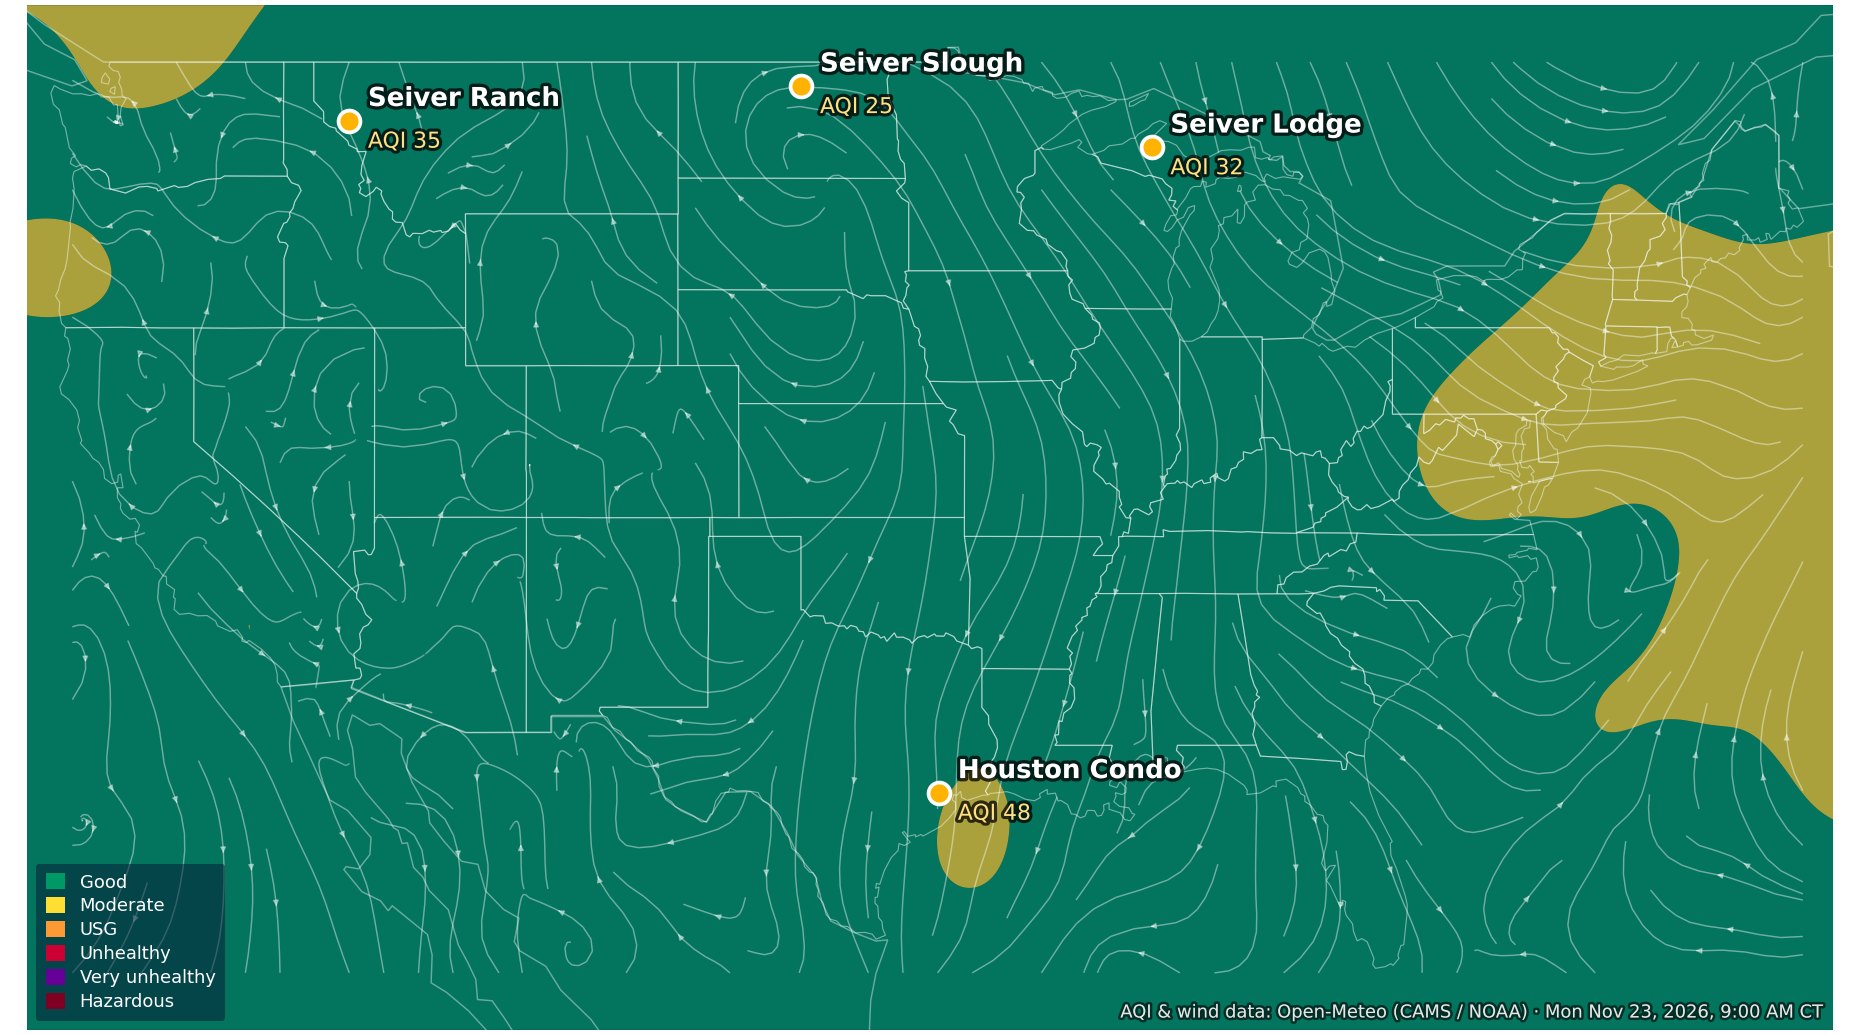 Seiver Slough
AQI 25
Seiver Ranch
AQI 35
Seiver Lodge
AQI 32
Houston Condo
AQI 48
Good
Moderate
USG
Unhealthy
Very unhealthy
Hazardous
AQI & wind data: Open-Meteo (CAMS / NOAA) · Mon Nov 23, 2026, 9:00 AM CT